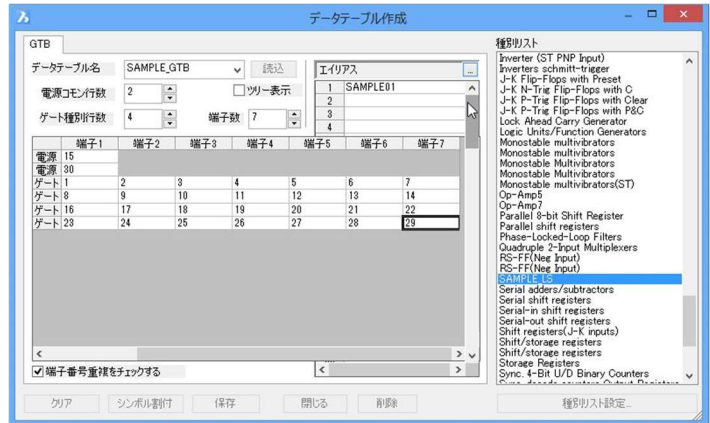 データテーブル作成
GTB
データテーブル名 SAMPLE_GTB 読込
電源コモン行数 2 ツリー表示
ゲート種別行数 4 端子数 7
エイリアス ...
1 SAMPLE01
2
3
4
端子1 端子2 端子3 端子4 端子5 端子6 端子7
電源 15
電源 30
ゲート 1 2 3 4 5 6 7
ゲート 8 9 10 11 12 13 14
ゲート 16 17 18 19 20 21 22
ゲート 23 24 25 26 27 28 29
端子番号重複をチェックする
クリア シンボル割付 保存 閉じる 削除
種別リスト
Inverter (ST PNP Input)
Inverters schmitt-trigger
J-K Flip-Flops with Preset
J-K N-Trig Flip-Flops with C
J-K P-Trig Flip-Flops with Clear
J-K P-Trig Flip-Flops with P&C
Lock Ahead Carry Generator
Logic Units/Function Generators
Monostable multivibrators
Monostable multivibrators
Monostable multivibrators
Monostable multivibrators
Monostable multivibrators(ST)
Op-Amp5
Op-Amp7
Parallel 8-bit Shift Register
Parallel shift registers
Phase-Locked-Loop Filters
Quadruple 2-Input Multiplexers
RS-FF(Neg Input)
RS-FF(Neg Input)
SAMPLE_LS
Serial adders/subtractors
Serial shift registers
Serial-in shift registers
Serial-out shift registers
Shift registers(J-K inputs)
Shift/storage registers
Shift/storage registers
Storage Registers
Sync. 4-Bit U/D Binary Counters
種別リスト設定...